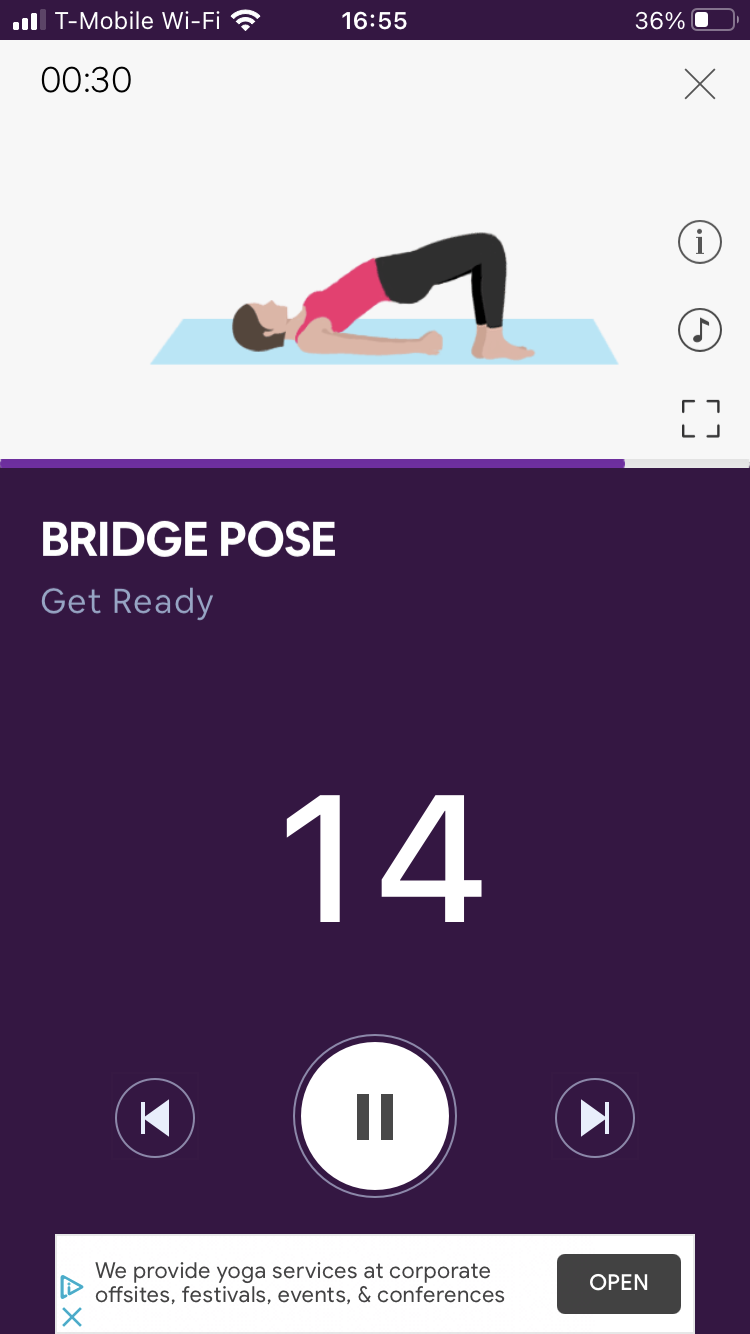 T-Mobile Wi-Fi 16:55 36%
00:30
BRIDGE POSE
Get Ready
14
We provide yoga services at corporate
offsites, festivals, events, & conferences
OPEN